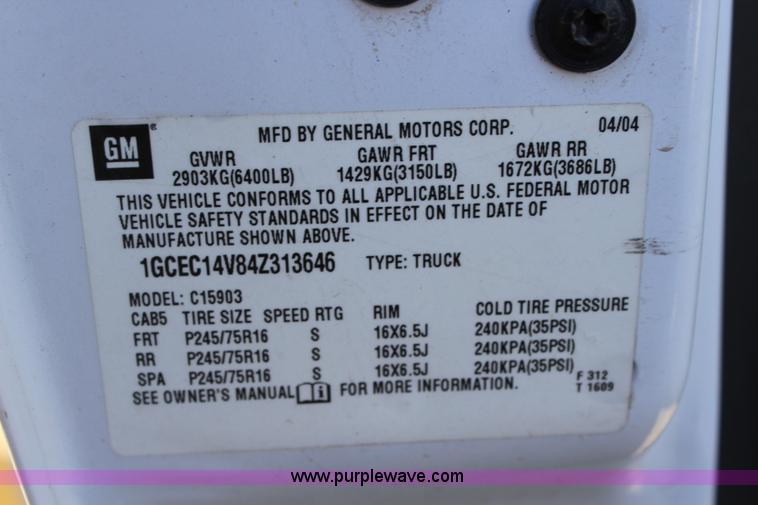 GM
MFD BY GENERAL MOTORS CORP. 04/04
GVWR GAWR FRT GAWR RR
2903KG(6400LB) 1429KG(3150LB) 1672KG(3686LB)
THIS VEHICLE CONFORMS TO ALL APPLICABLE U.S. FEDERAL MOTOR
VEHICLE SAFETY STANDARDS IN EFFECT ON THE DATE OF
MANUFACTURE SHOWN ABOVE.
1GCEC14V84Z313646 TYPE: TRUCK
MODEL: C15903
CAB5 TIRE SIZE SPEED RTG RIM COLD TIRE PRESSURE
FRT P245/75R16 S 16X6.5J 240KPA(35PSI)
RR P245/75R16 S 16X6.5J 240KPA(35PSI)
SPA P245/75R16 S 16X6.5J 240KPA(35PSI)
SEE OWNER'S MANUAL i FOR MORE INFORMATION.
F 312
T 1609
www.purplewave.com